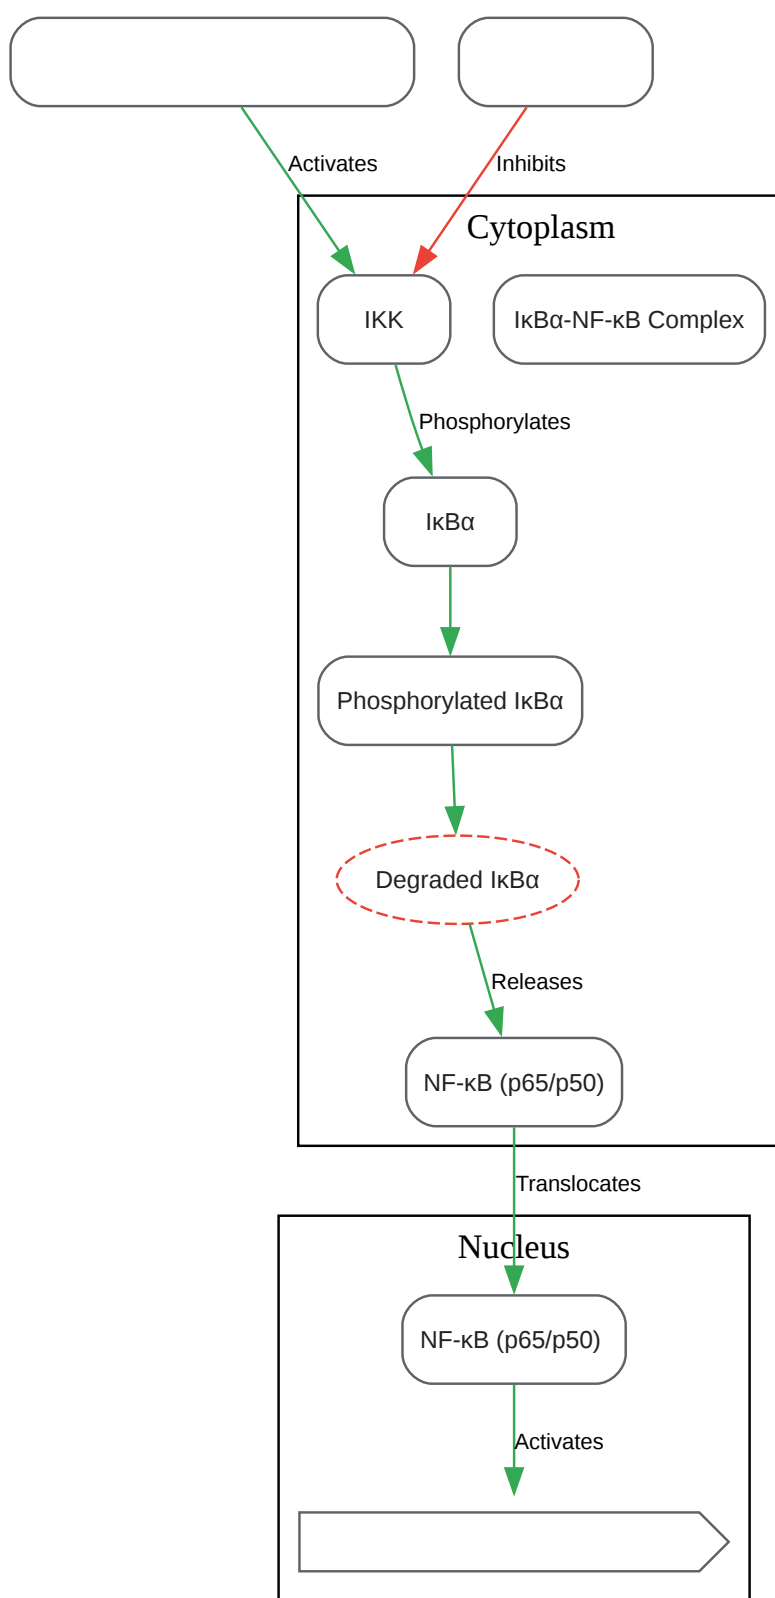 Activates
Inhibits
Cytoplasm
IKK
IκBα-NF-κB Complex
Phosphorylates
IκBα
Phosphorylated IκBα
Degraded IκBα
Releases
NF-κB (p65/p50)
Translocates
Nucleus
NF-κB (p65/p50)
Activates